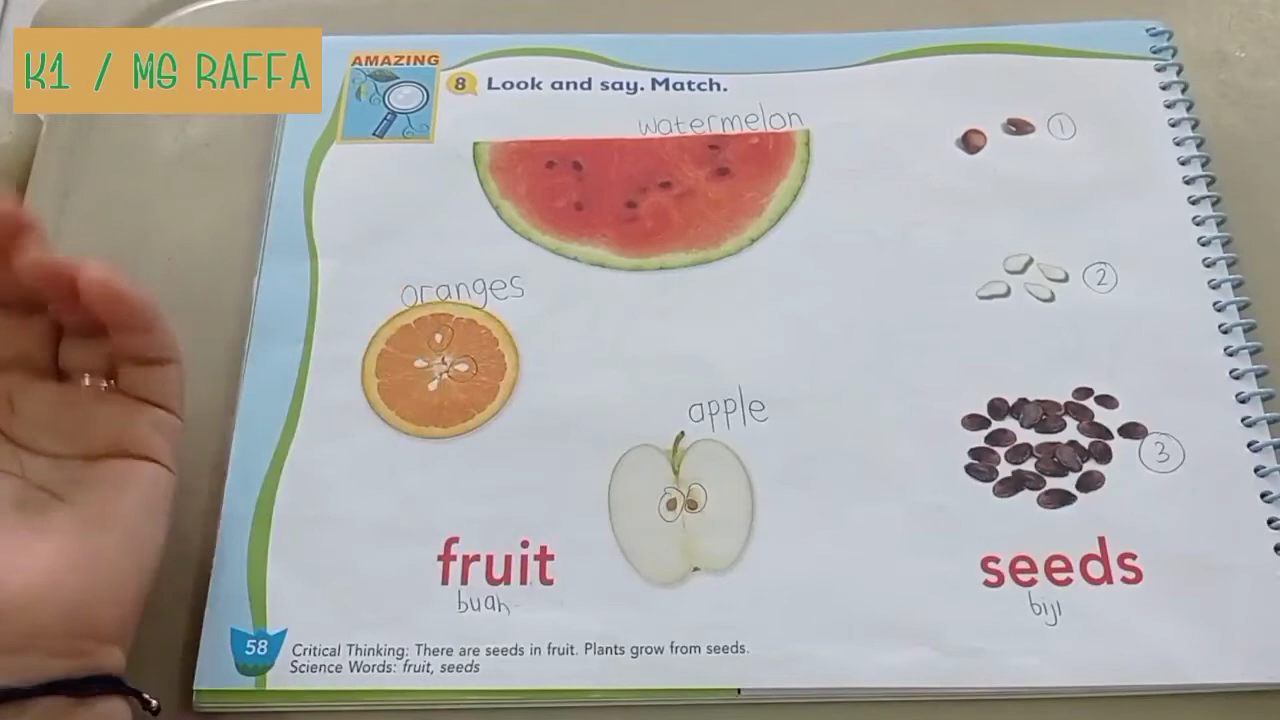 K1 / MS RAFFA
AMAZING
8 Look and say. Match.
watermelon
1
oranges
2
apple
3
fruit
buah
seeds
biji
58
Critical Thinking: There are seeds in fruit. Plants grow from seeds.
Science Words: fruit, seeds